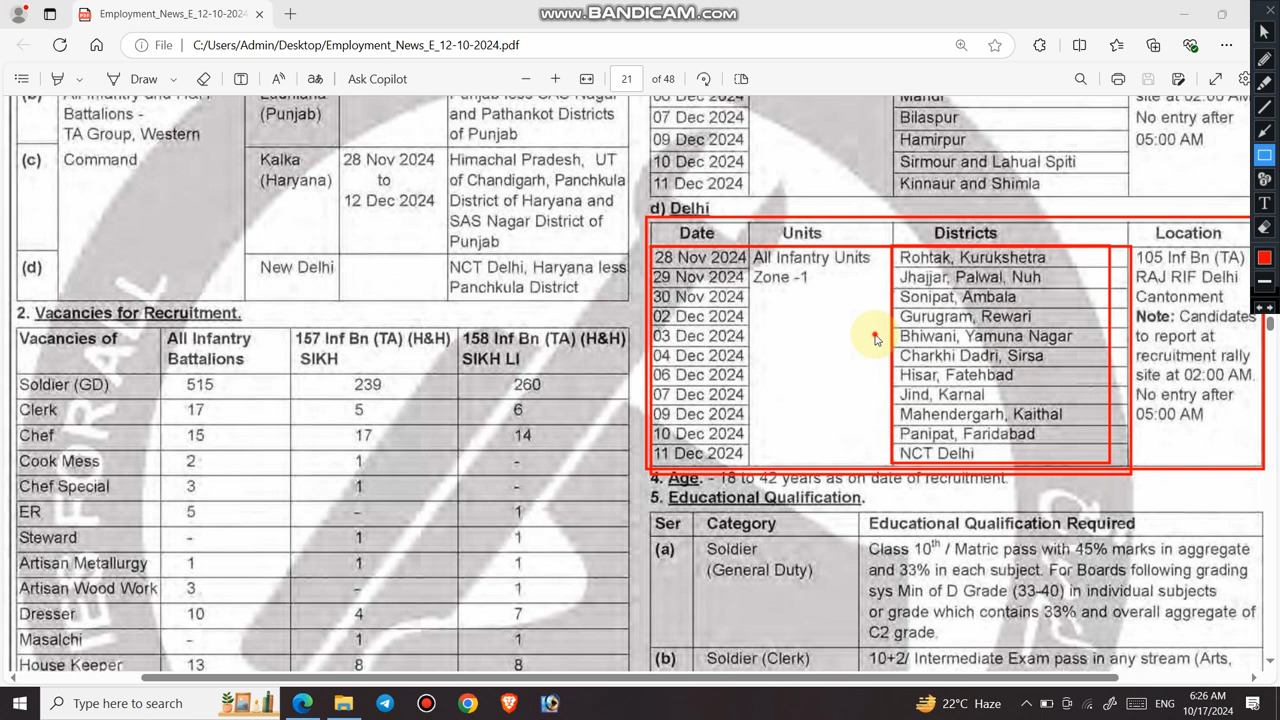 Employment_News_E_12-10-2024
WWW.BANDICAM.COM
File C:/Users/Admin/Desktop/Employment_News_E_12-10-2024.pdf
Draw Ask Copilot 21 of 48
(b) All Infantry and H&H
Battalions -
TA Group, Western
Ludhiana
(Punjab)
Punjab less SAS Nagar
and Pathankot Districts
of Punjab
(c) Command
Kalka
(Haryana)
28 Nov 2024
to
12 Dec 2024
Himachal Pradesh, UT
of Chandigarh, Panchkula
District of Haryana and
SAS Nagar District of
Punjab
(d) New Delhi
NCT Delhi, Haryana less
Panchkula District
2. Vacancies for Recruitment.
Vacancies of
All Infantry
Battalions
157 Inf Bn (TA) (H&H)
SIKH
158 Inf Bn (TA) (H&H)
SIKH LI
Soldier (GD) 515 239 260
Clerk 17 5 6
Chef 15 17 14
Cook Mess 2 1 -
Chef Special 3 1 -
ER 5 - 1
Steward - 1 1
Artisan Metallurgy 1 1 1
Artisan Wood Work 3 - 1
Dresser 10 4 7
Masalchi - 1 1
House Keeper 13 8 8
06 Dec 2024 Mandi
07 Dec 2024 Bilaspur
09 Dec 2024 Hamirpur
10 Dec 2024 Sirmour and Lahual Spiti
11 Dec 2024 Kinnaur and Shimla
site at 02:00 AM
No entry after
05:00 AM
d) Delhi
Date Units Districts Location
28 Nov 2024 All Infantry Units Rohtak, Kurukshetra
29 Nov 2024 Zone -1 Jhajjar, Palwal, Nuh
30 Nov 2024 Sonipat, Ambala
02 Dec 2024 Gurugram, Rewari
03 Dec 2024 Bhiwani, Yamuna Nagar
04 Dec 2024 Charkhi Dadri, Sirsa
06 Dec 2024 Hisar, Fatehbad
07 Dec 2024 Jind, Karnal
09 Dec 2024 Mahendergarh, Kaithal
10 Dec 2024 Panipat, Faridabad
11 Dec 2024 NCT Delhi
105 Inf Bn (TA)
RAJ RIF Delhi
Cantonment
Note: Candidates
to report at
recruitment rally
site at 02:00 AM.
No entry after
05:00 AM
4. Age. - 18 to 42 years as on date of recruitment.
5. Educational Qualification.
Ser Category Educational Qualification Required
(a) Soldier
(General Duty)
Class 10th / Matric pass with 45% marks in aggregate
and 33% in each subject. For Boards following grading
sys Min of D Grade (33-40) in individual subjects
or grade which contains 33% and overall aggregate of
C2 grade.
(b) Soldier (Clerk) 10+2/ Intermediate Exam pass in any stream (Arts,
Type here to search
22°C Haze
6:26 AM
10/17/2024